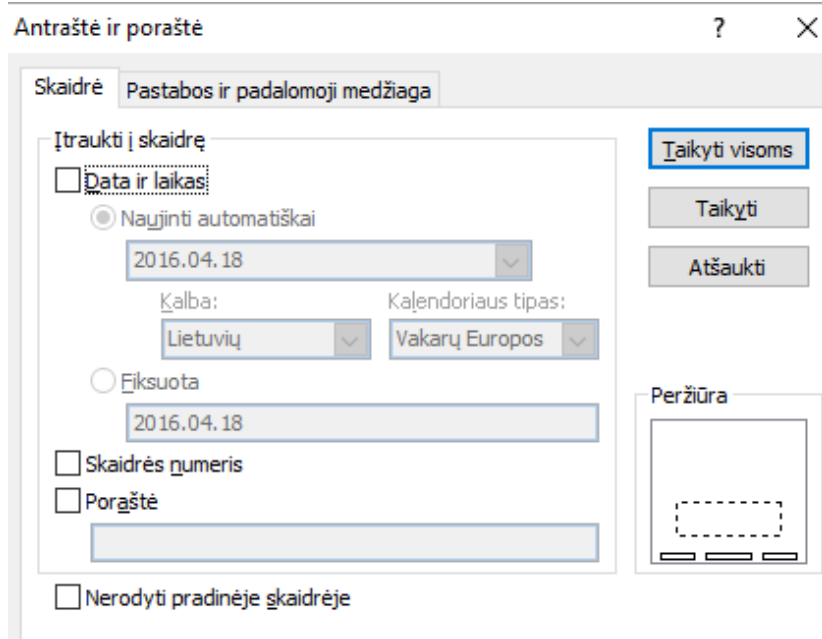 Antraštė ir poraštė ?
Skaidrė Pastabos ir padalomoji medžiaga
Įtraukti į skaidrę
Data ir laikas
Naujinti automatiškai
2016.04.18
Kalba: Kalendoriaus tipas:
Lietuvių Vakarų Europos
Fiksuota
2016.04.18
Skaidrės numeris
Poraštė
Nerodyti pradinėje skaidrėje
Taikyti visoms
Taikyti
Atšaukti
Peržiūra